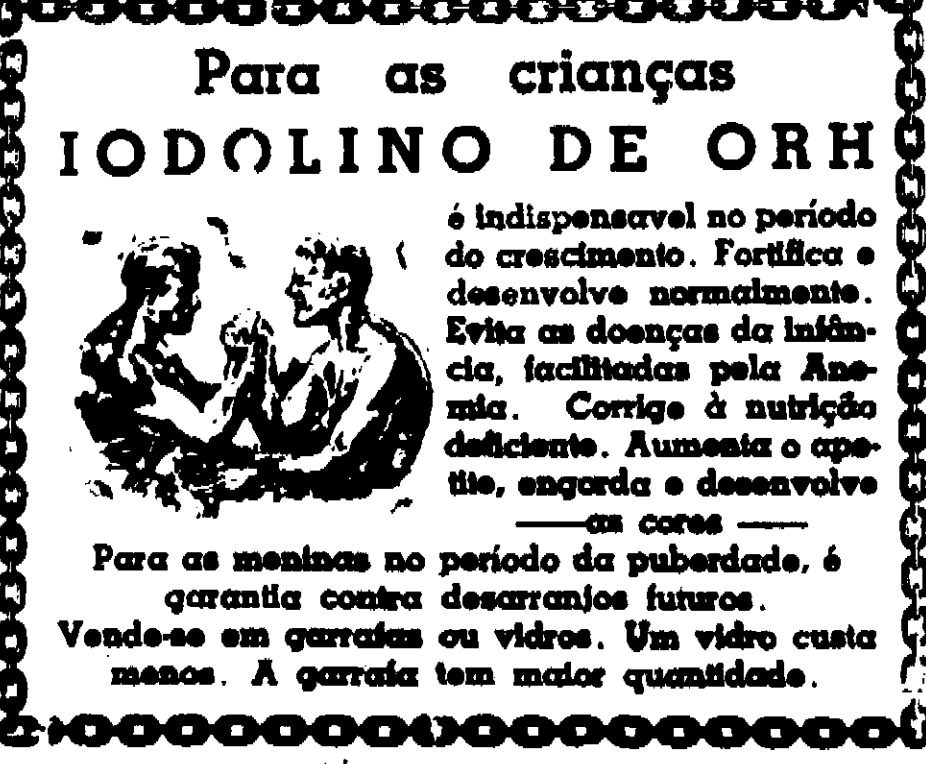 Para as crianças
IODOLINO DE ORH
é indispensavel no período
do crescimento. Fortifica e
desenvolve normalmente.
Evita as doenças da Infân-
cia, facilitadas pela Ane-
mia. Corrige à nutrição
deficiente. Aumenta o ape-
tite, engorda e desenvolve
as cores
Para as meninas no período da puberdade, é
garantia contra desarranjos futuros.
Vende-se em garrafas ou vidros. Um vidro custa
menos. A garrafa tem maior quantidade.